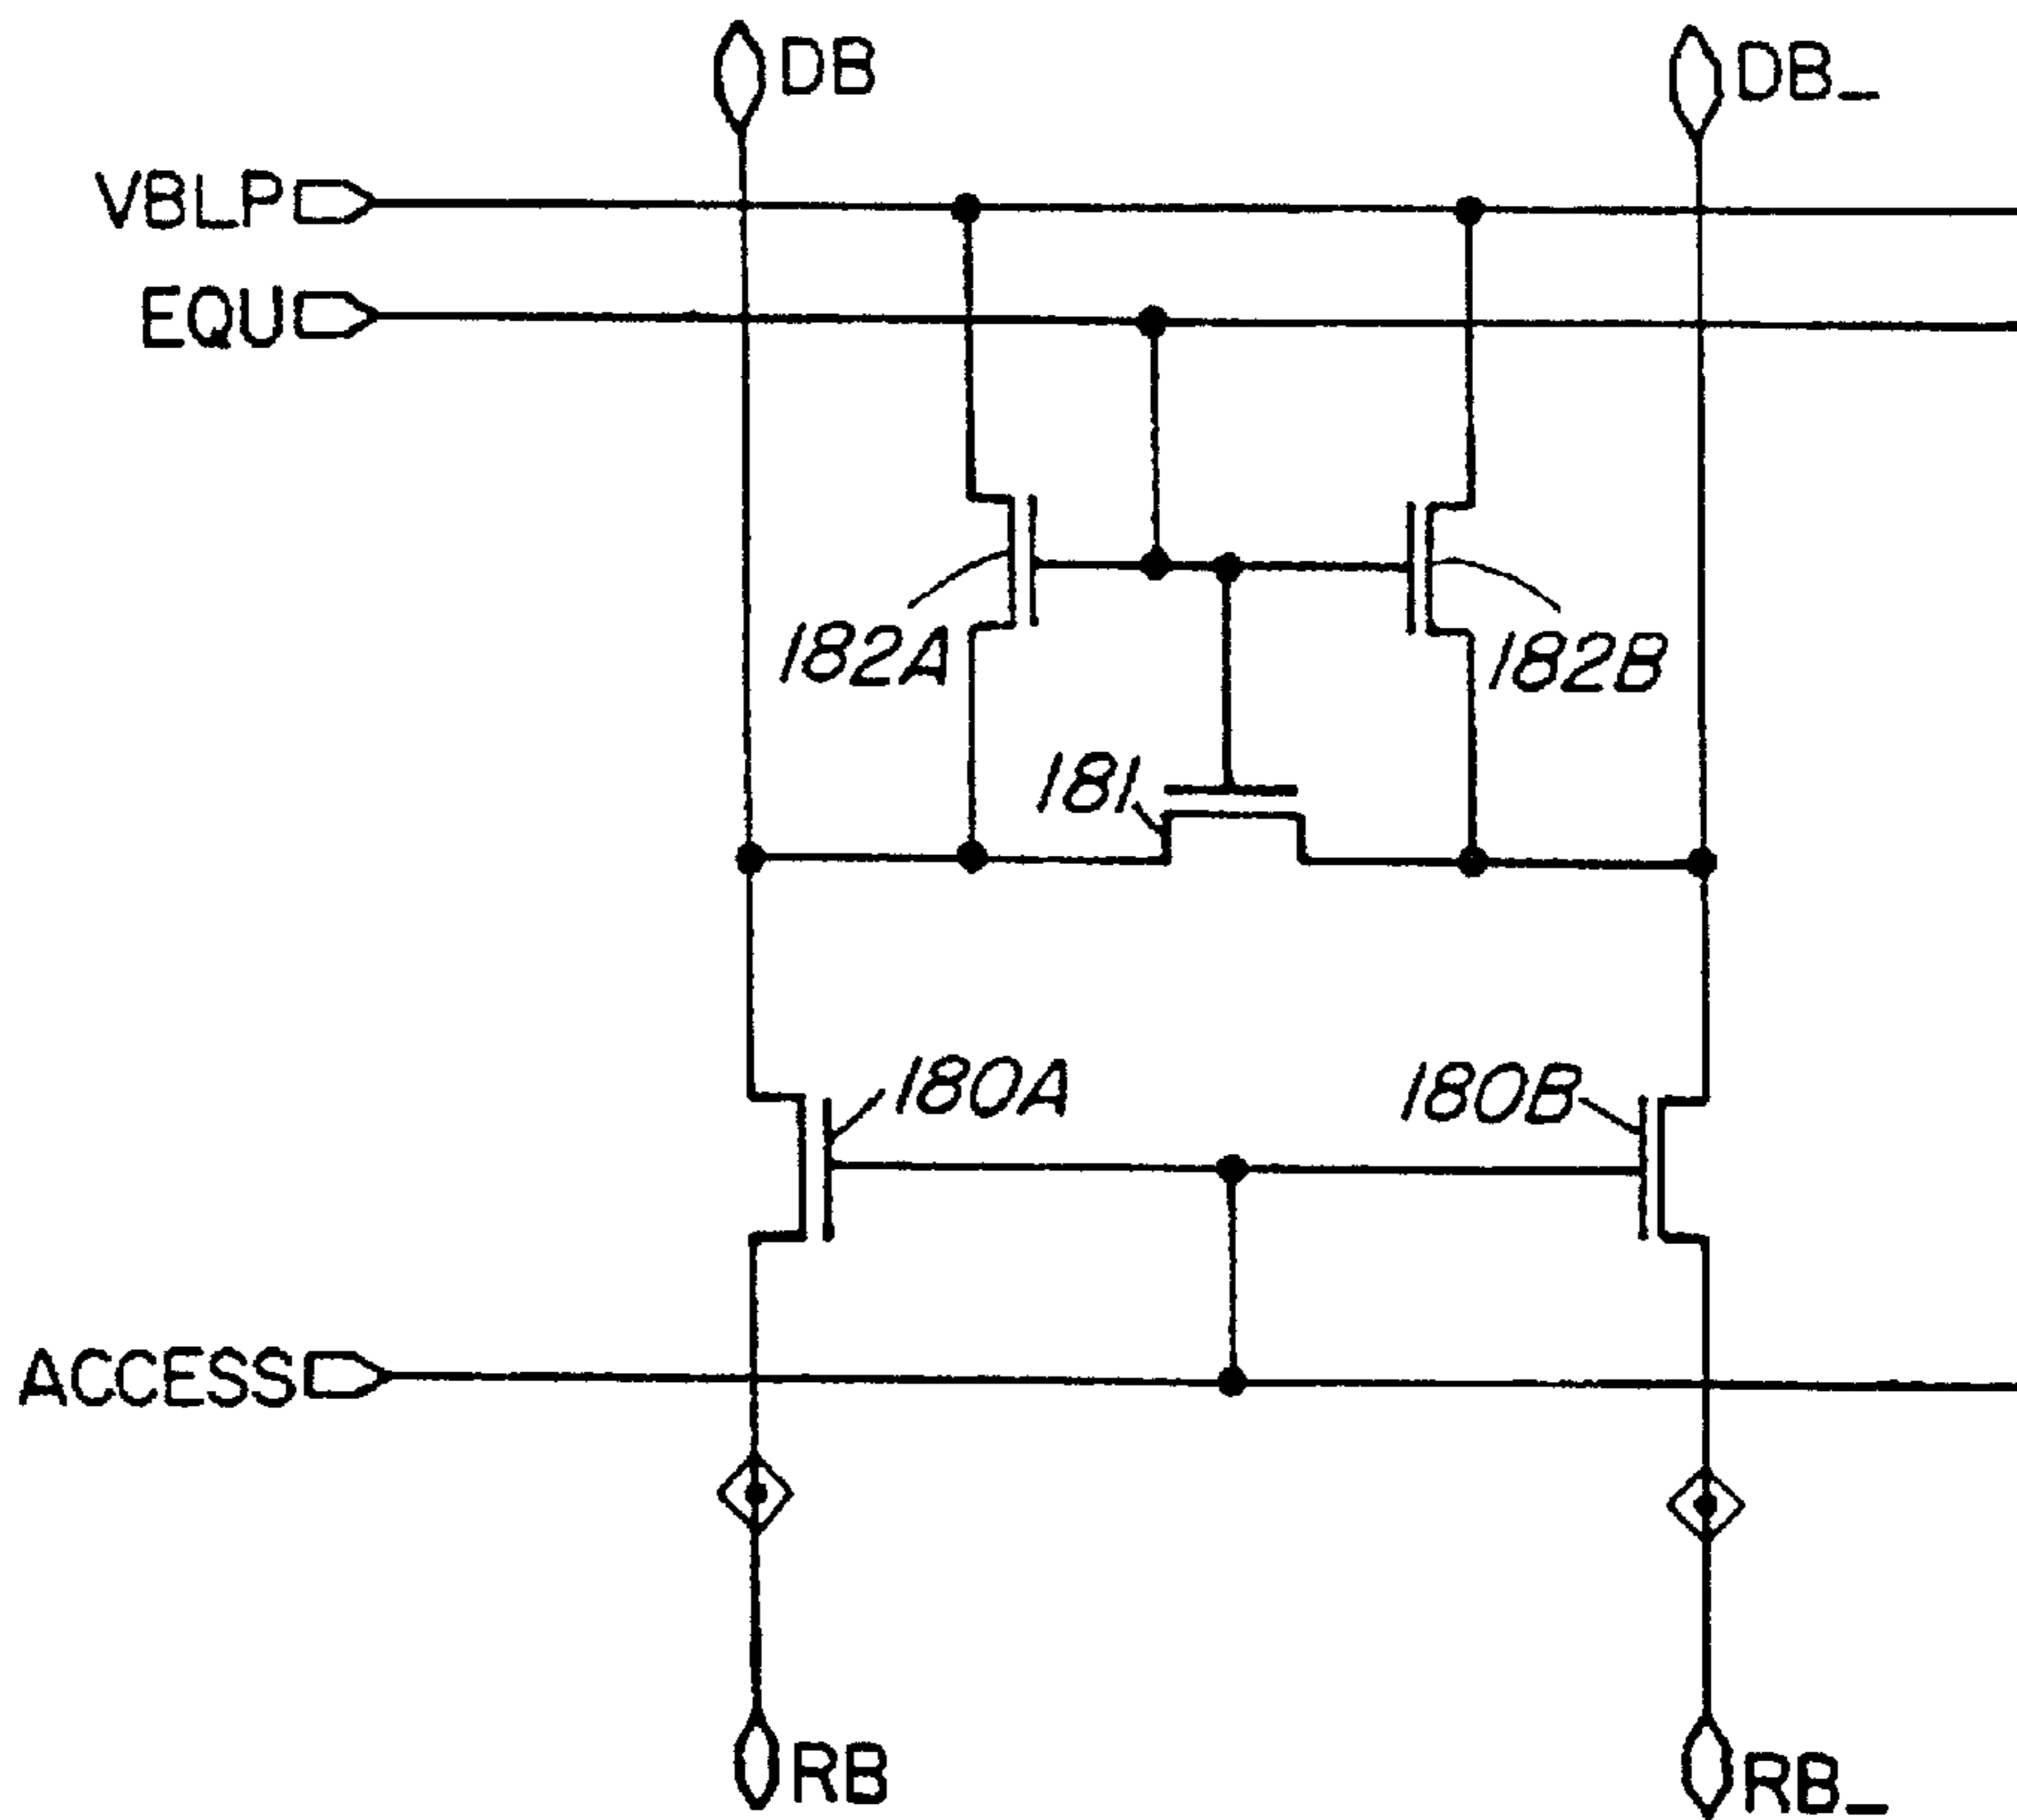 DB
DB_
VBLP
EQU
182A
182B
181
180A
180B
ACCESS
RB
RB_